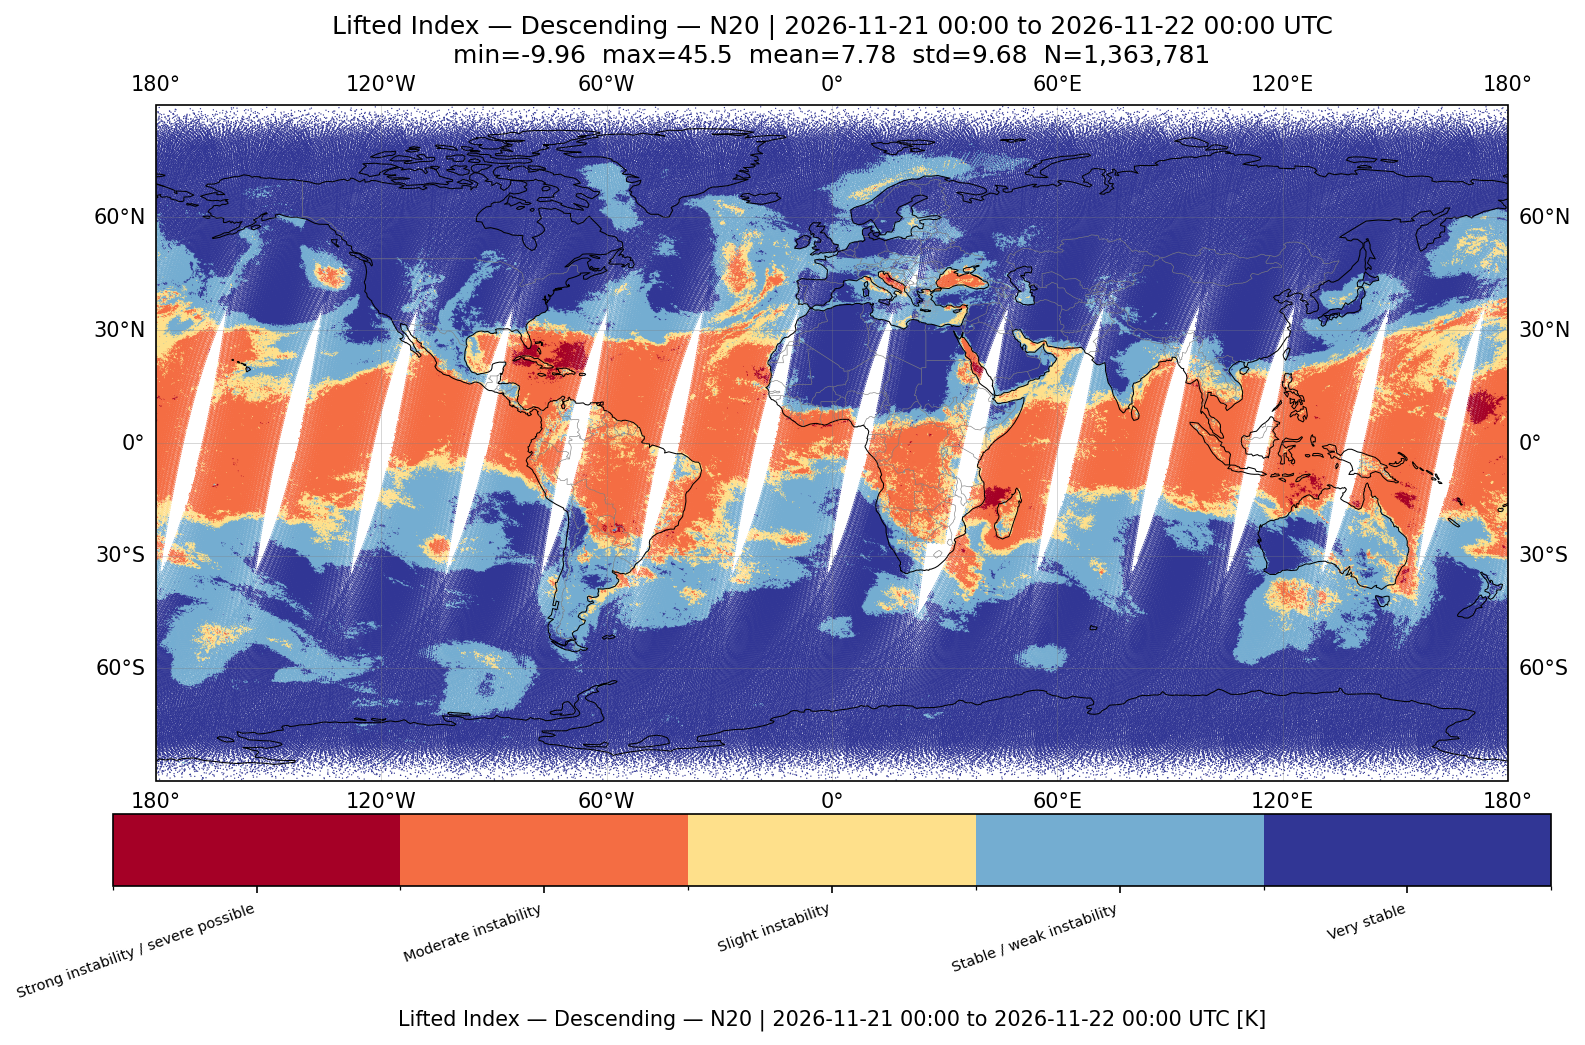 Lifted Index — Descending — N20 | 2026-11-21 00:00 to 2026-11-22 00:00 UTC
min=-9.96  max=45.5  mean=7.78  std=9.68  N=1,363,781
180° 120°W 60°W 0° 60°E 120°E 180°
60°N 60°N
30°N 30°N
0° 0°
30°S 30°S
60°S 60°S
180° 120°W 60°W 0° 60°E 120°E 180°
Strong instability / severe possible
Moderate instability
Slight instability
Stable / weak instability
Very stable
Lifted Index — Descending — N20 | 2026-11-21 00:00 to 2026-11-22 00:00 UTC [K]